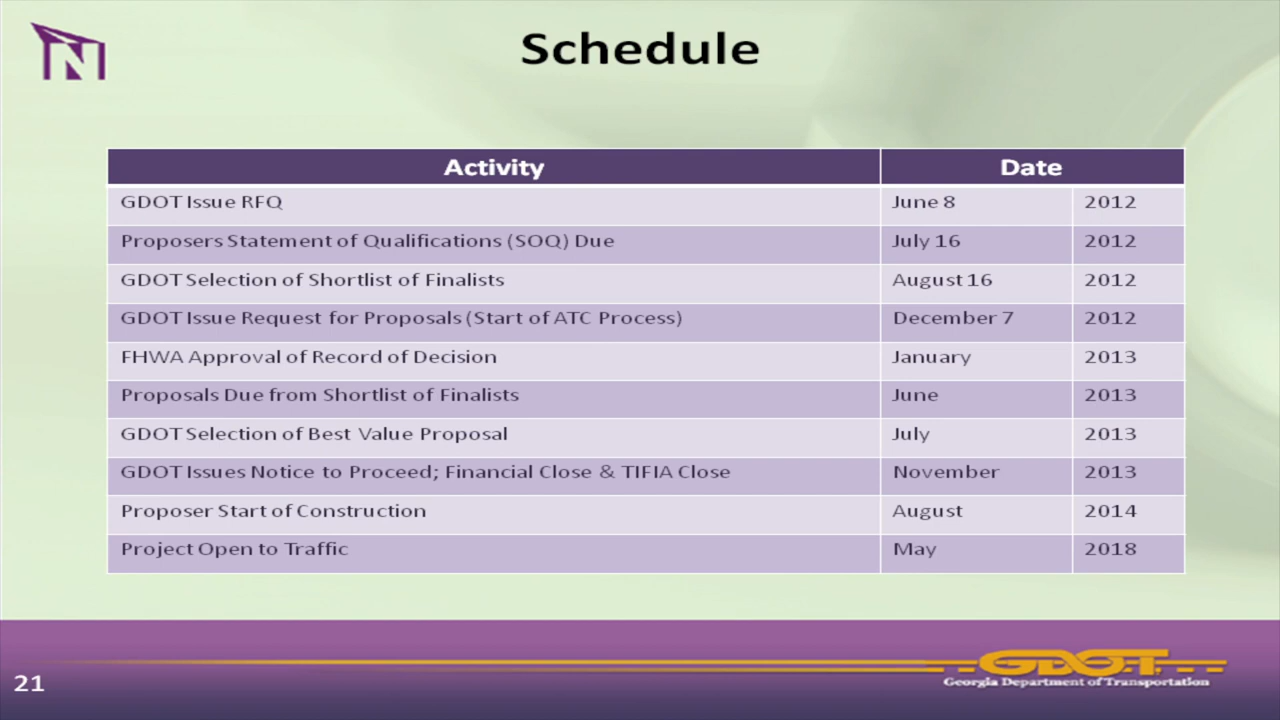 Schedule
Activity Date
GDOT Issue RFQ June 8 2012
Proposers Statement of Qualifications (SOQ) Due July 16 2012
GDOT Selection of Shortlist of Finalists August 16 2012
GDOT Issue Request for Proposals (Start of ATC Process) December 7 2012
FHWA Approval of Record of Decision January 2013
Proposals Due from Shortlist of Finalists June 2013
GDOT Selection of Best Value Proposal July 2013
GDOT Issues Notice to Proceed; Financial Close & TIFIA Close November 2013
Proposer Start of Construction August 2014
Project Open to Traffic May 2018
GDOT
Georgia Department of Transportation
21